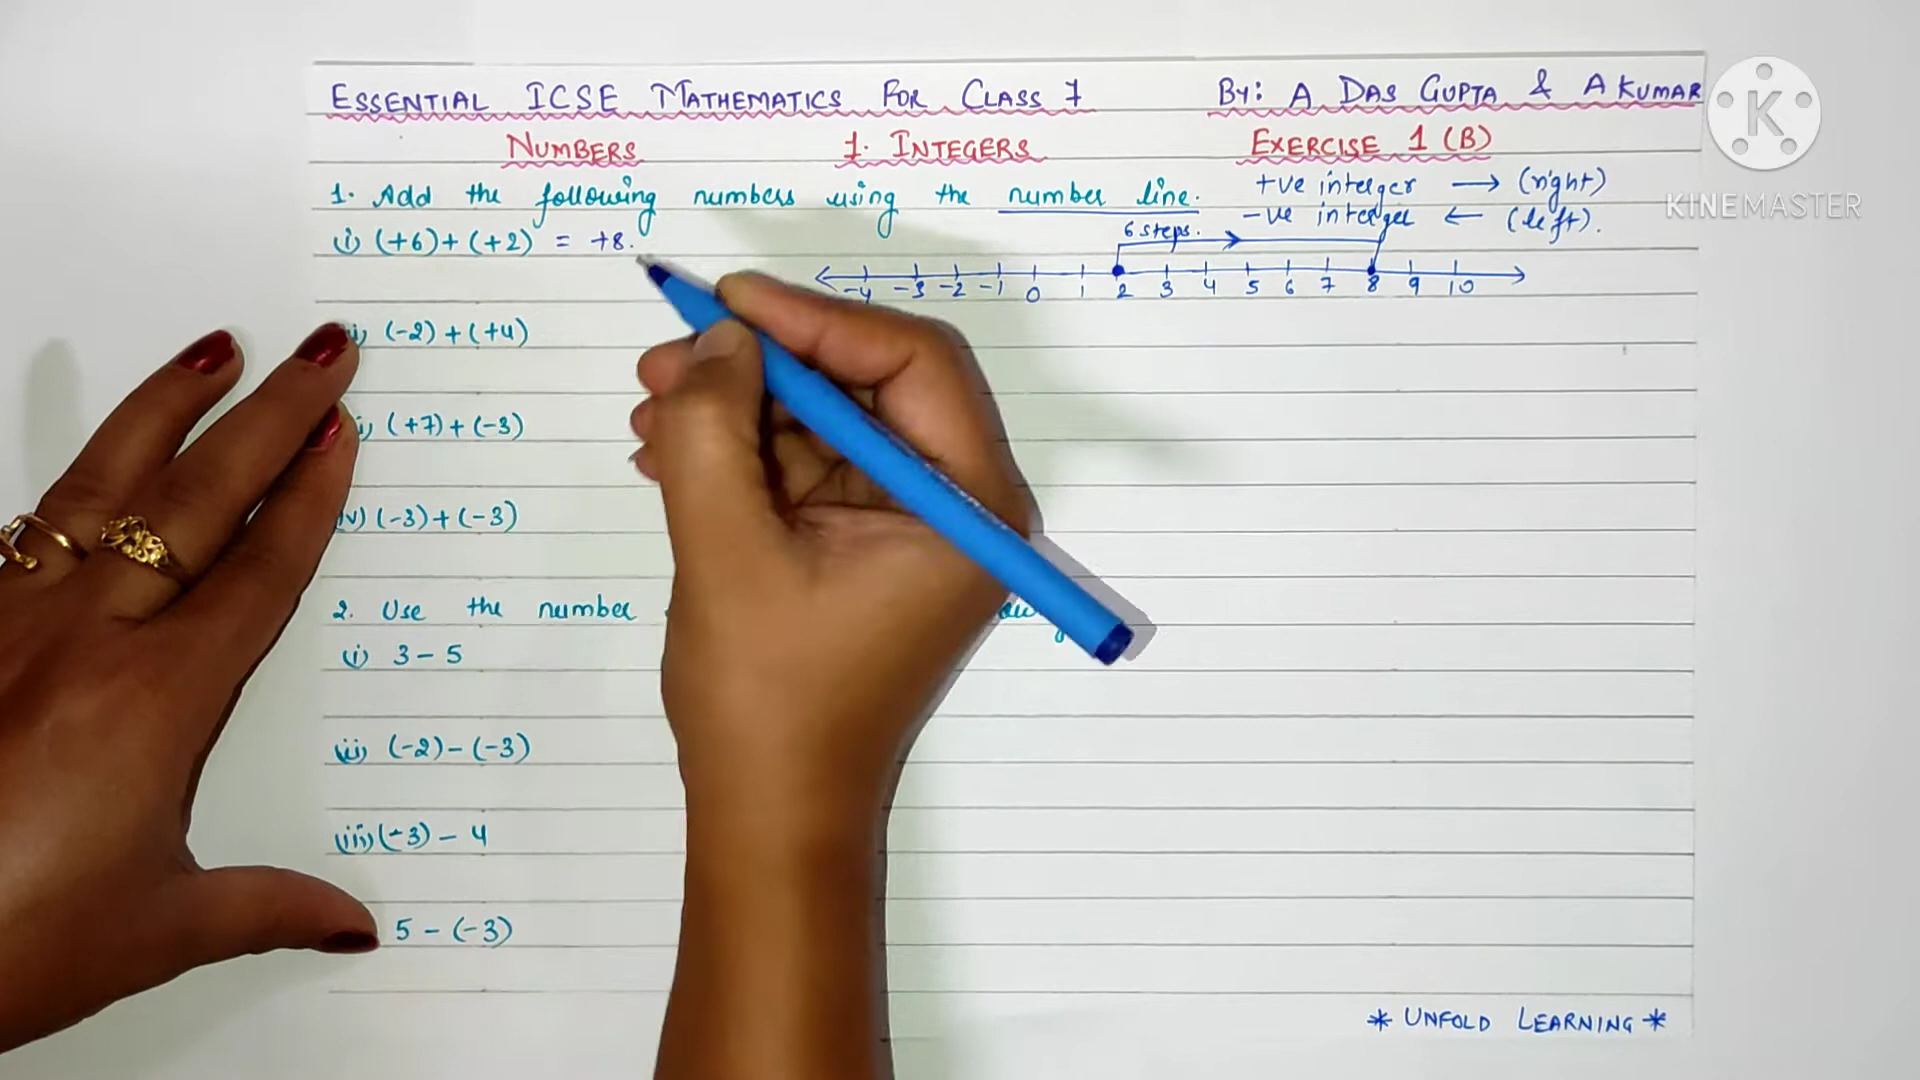 ESSENTIAL ICSE MATHEMATICS FOR CLASS 7 BY: A DAS GUPTA & A KUMAR
NUMBERS 1. INTEGERS EXERCISE 1 (B)
1. Add the following numbers using the number line.
+ve interger → (right)
-ve interger ← (left).
i) (+6)+(+2) = +8.
6 steps.
-4 -3 -2 -1 0 1 2 3 4 5 6 7 8 9 10
(-2)+(+4)
(+7)+(-3)
iv) (-3)+(-3)
2. Use the number
(i) 3 - 5
(ii) (-2)-(-3)
(iii) (-3) - 4
5 - (-3)
* UNFOLD LEARNING *
K
KINEMASTER